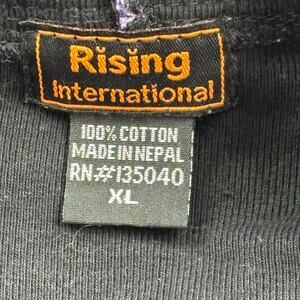 Rising
International
100% COTTON
MADE IN NEPAL
RN#135040
XL